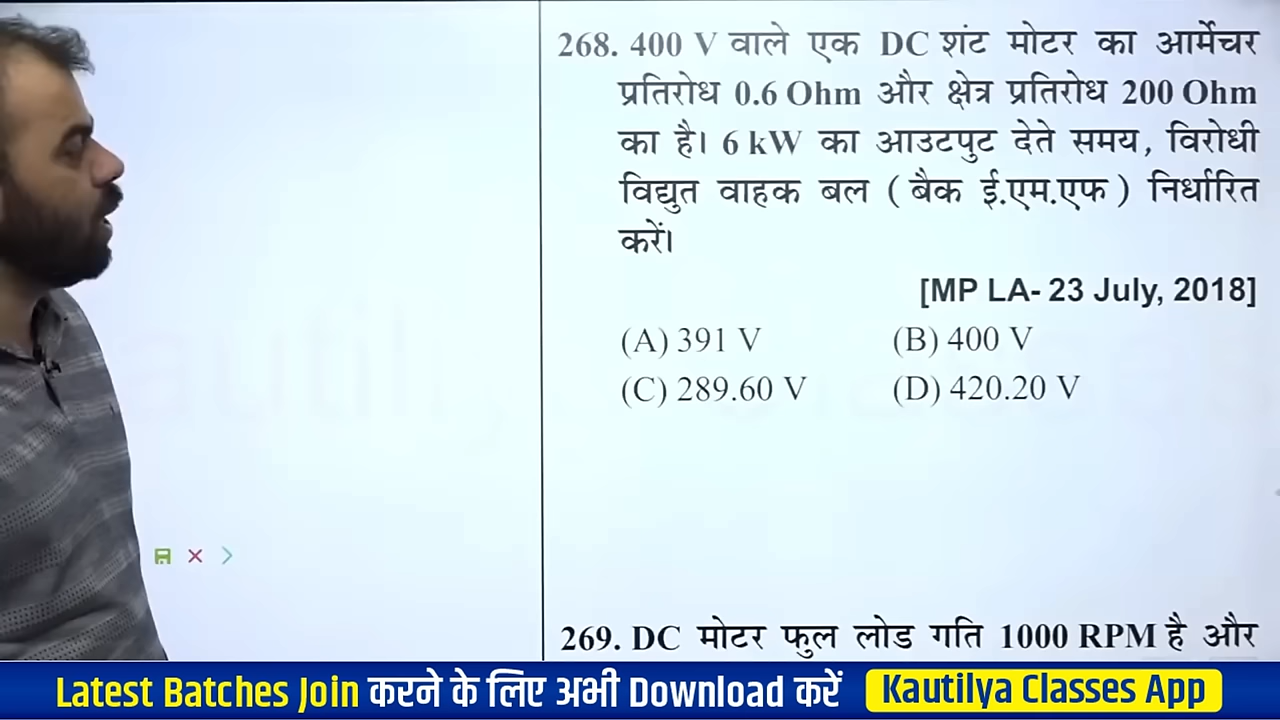 268. 400 V वाले एक DC शंट मोटर का आर्मेचर
प्रतिरोध 0.6 Ohm और क्षेत्र प्रतिरोध 200 Ohm
का है। 6 kW का आउटपुट देते समय, विरोधी
विद्युत वाहक बल ( बैक ई.एम.एफ ) निर्धारित
करें।
[MP LA- 23 July, 2018]
(A) 391 V (B) 400 V
(C) 289.60 V (D) 420.20 V
269. DC मोटर फुल लोड गति 1000 RPM है और
Latest Batches Join करने के लिए अभी Download करें Kautilya Classes App